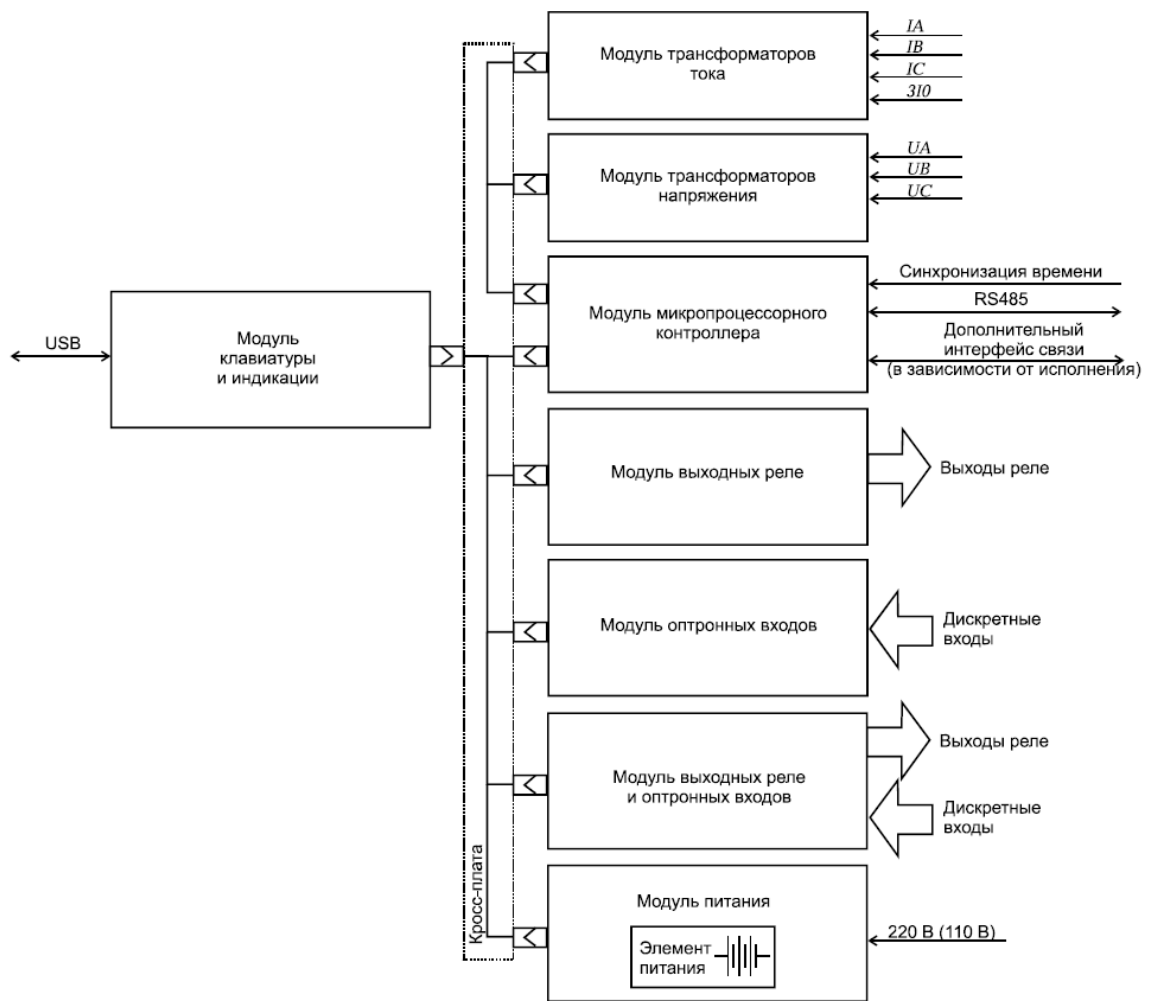 Модуль трансформаторов
тока
IA
IB
IC
3I0
Модуль трансформаторов
напряжения
UA
UB
UC
Модуль микропроцессорного
контроллера
Синхронизация времени
RS485
Дополнительный
интерфейс связи
(в зависимости от исполнения)
USB
Модуль
клавиатуры
и индикации
Модуль выходных реле
Выходы реле
Модуль оптронных входов
Дискретные
входы
Модуль выходных реле
и оптронных входов
Выходы реле
Дискретные
входы
Кросс-плата
Модуль питания
Элемент
питания
220 В (110 В)